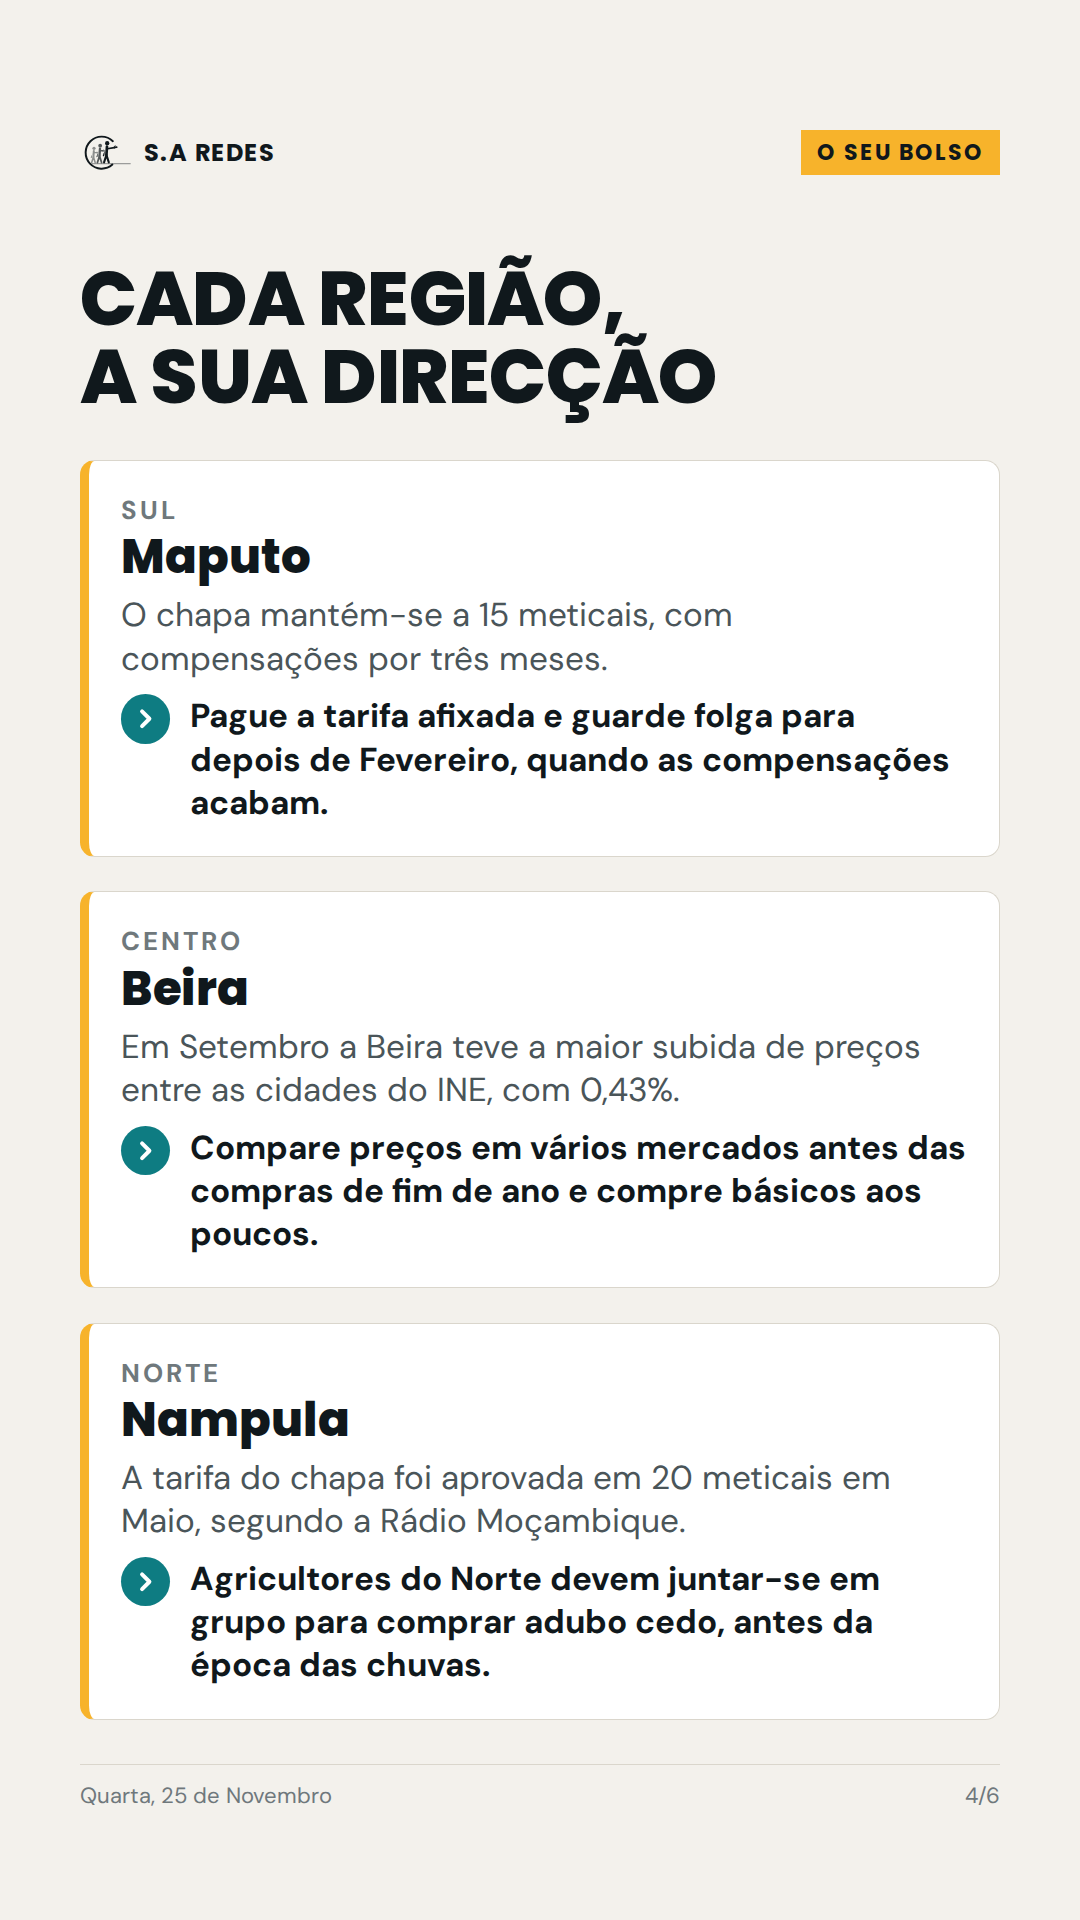 S.A REDES
O SEU BOLSO
CADA REGIÃO,
A SUA DIRECÇÃO
SUL
Maputo
O chapa mantém-se a 15 meticais, com
compensações por três meses.
Pague a tarifa afixada e guarde folga para
depois de Fevereiro, quando as compensações
acabam.
CENTRO
Beira
Em Setembro a Beira teve a maior subida de preços
entre as cidades do INE, com 0,43%.
Compare preços em vários mercados antes das
compras de fim de ano e compre básicos aos
poucos.
NORTE
Nampula
A tarifa do chapa foi aprovada em 20 meticais em
Maio, segundo a Rádio Moçambique.
Agricultores do Norte devem juntar-se em
grupo para comprar adubo cedo, antes da
época das chuvas.
Quarta, 25 de Novembro
4/6